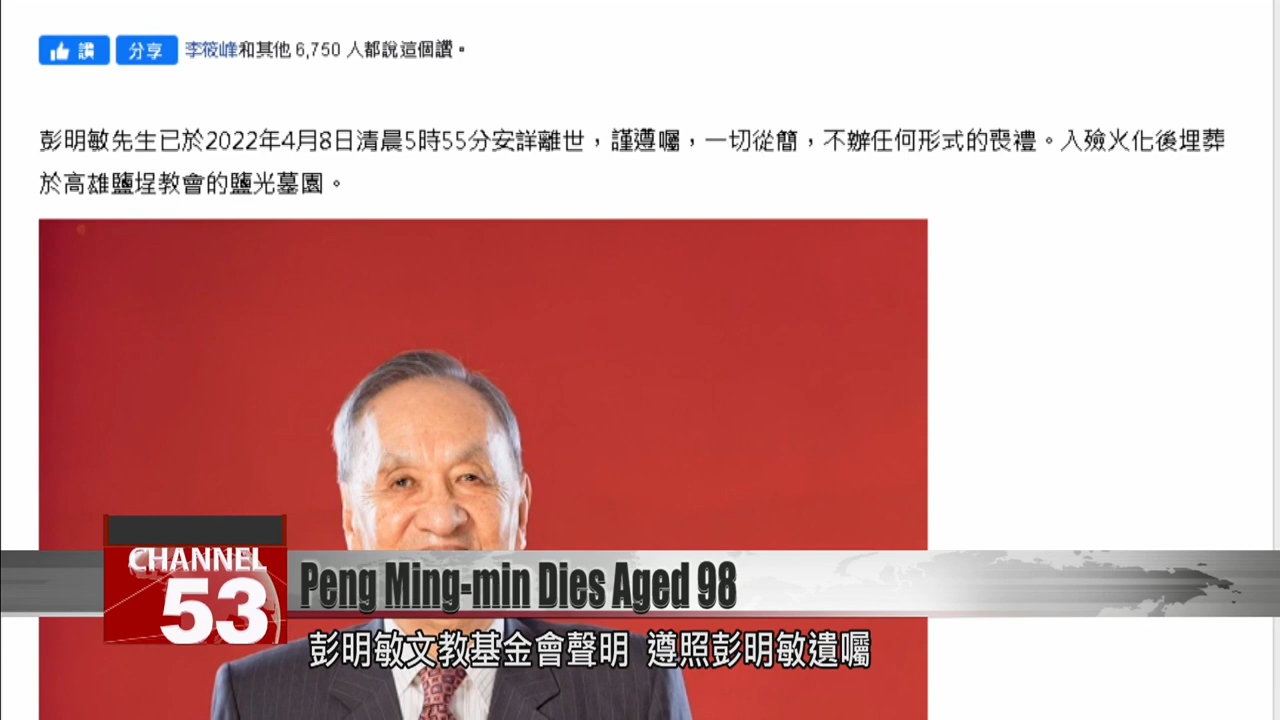 讚 分享 李筱峰和其他 6,750 人都說這個讚。
彭明敏先生已於2022年4月8日清晨5時55分安詳離世，謹遵囑，一切從簡，不辦任何形式的喪禮。入殮火化後埋葬
於高雄鹽埕教會的鹽光墓園。
CHANNEL
53
Peng Ming-min Dies Aged 98
彭明敏文教基金會聲明 遵照彭明敏遺囑